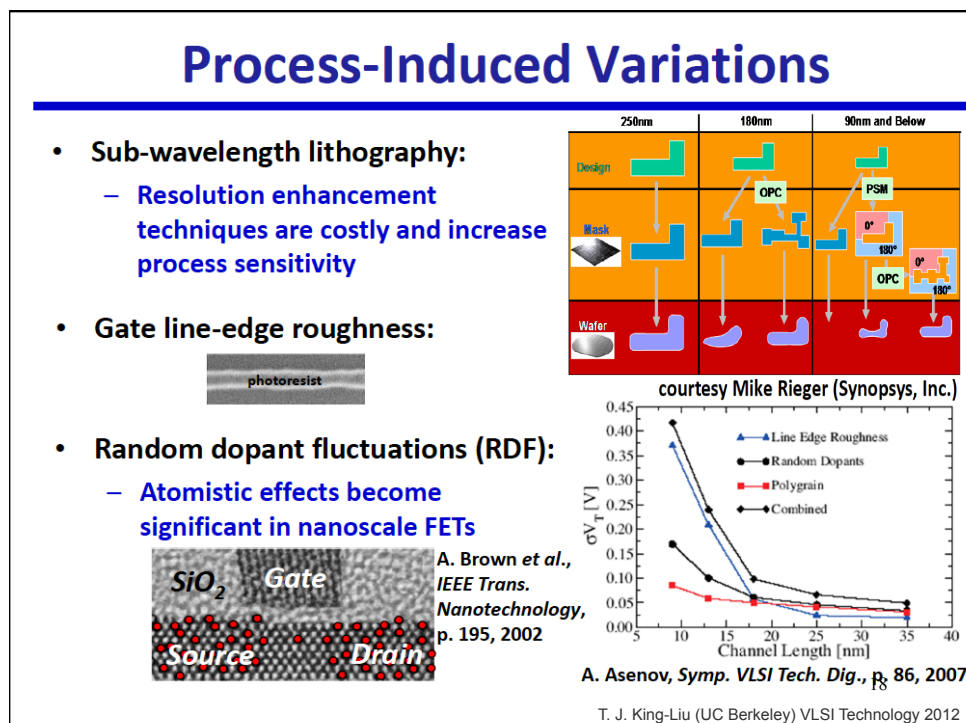 Process-Induced Variations
• Sub-wavelength lithography:
– Resolution enhancement
techniques are costly and increase
process sensitivity
• Gate line-edge roughness:
photoresist
• Random dopant fluctuations (RDF):
– Atomistic effects become
significant in nanoscale FETs
SiO2
Gate
Source
Drain
A. Brown et al.,
IEEE Trans.
Nanotechnology,
p. 195, 2002
250nm
180nm
90nm and Below
Design
OPC
PSM
Mask
0°
180°
OPC
0°
180°
Wafer
courtesy Mike Rieger (Synopsys, Inc.)
0.45
0.40
0.35
0.30
0.25
0.20
0.15
0.10
0.05
0.00
σVT [V]
Line Edge Roughness
Random Dopants
Polygrain
Combined
5 10 15 20 25 30 35 40
Channel Length [nm]
A. Asenov, Symp. VLSI Tech. Dig., p. 86, 2007
18
T. J. King-Liu (UC Berkeley) VLSI Technology 2012